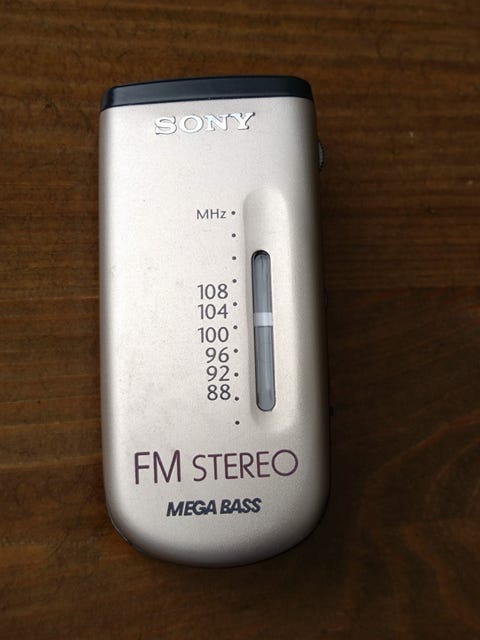 SONY
MHz
108
104
100
96
92
88
FM STEREO
MEGA BASS